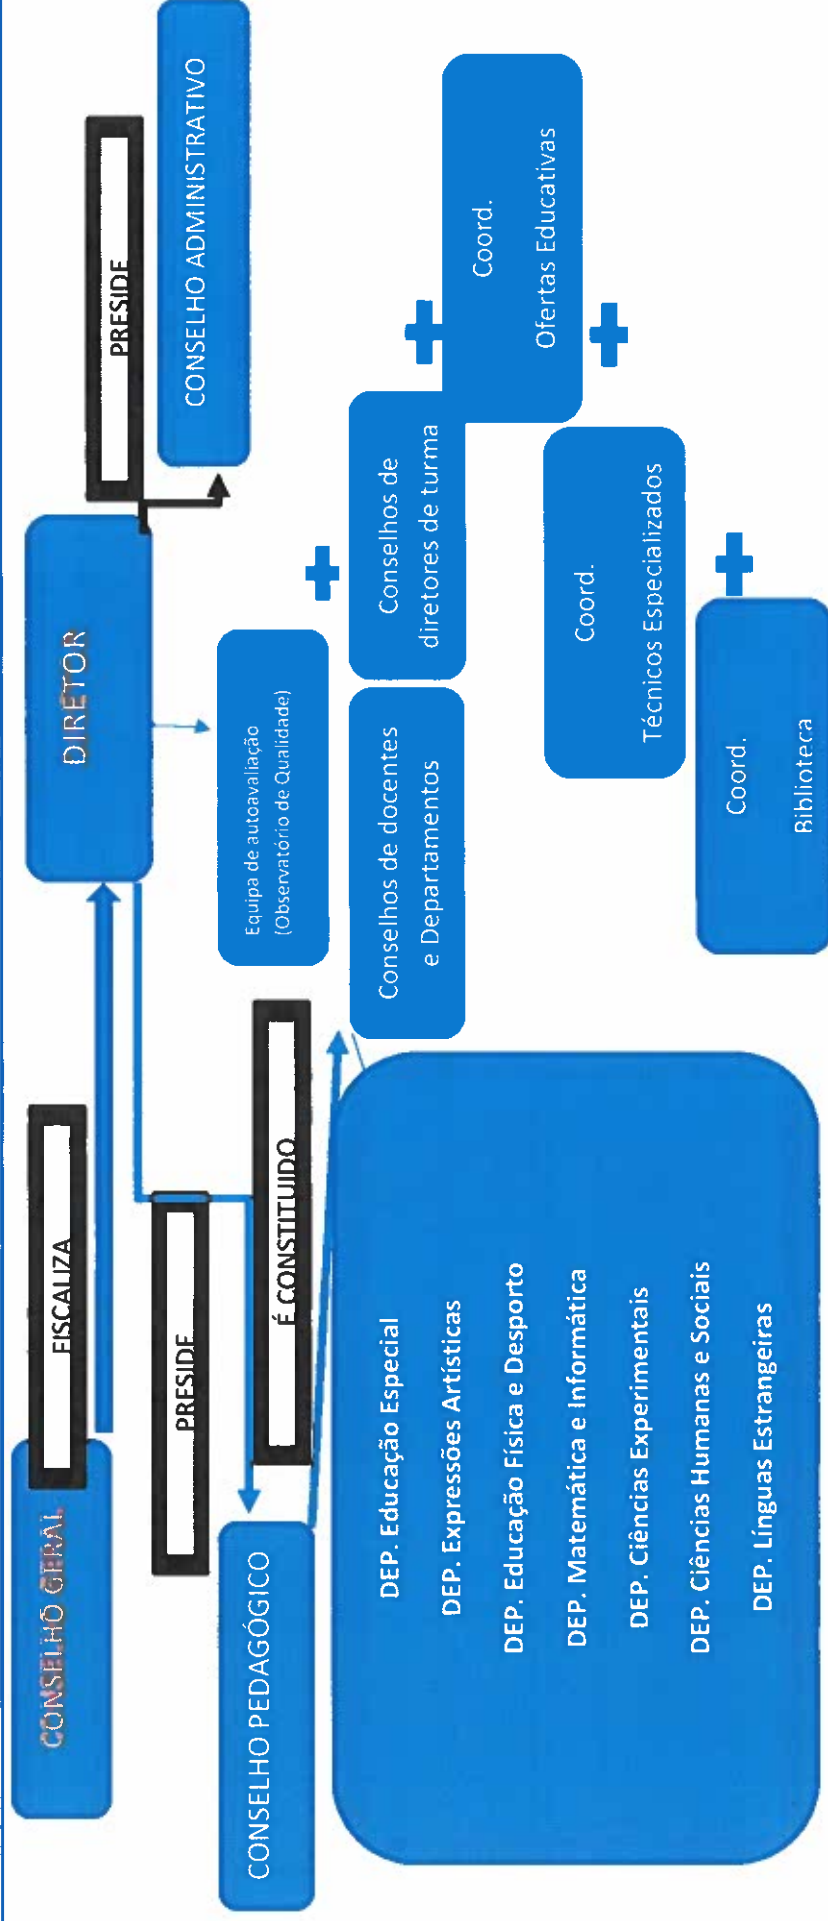 CONSELHO GERAL
FISCALIZA
DIRETOR
PRESIDE
CONSELHO ADMINISTRATIVO
PRESIDE
CONSELHO PEDAGÓGICO
É CONSTITUIDO
Equipa de autoavaliação
(Observatório de Qualidade)
Conselhos de docentes
e Departamentos
Conselhos de
diretores de turma
Coord.
Ofertas Educativas
Coord.
Técnicos Especializados
Coord.
Biblioteca
DEP. Educação Especial
DEP. Expressões Artísticas
DEP. Educação Física e Desporto
DEP. Matemática e Informática
DEP. Ciências Experimentais
DEP. Ciências Humanas e Sociais
DEP. Línguas Estrangeiras